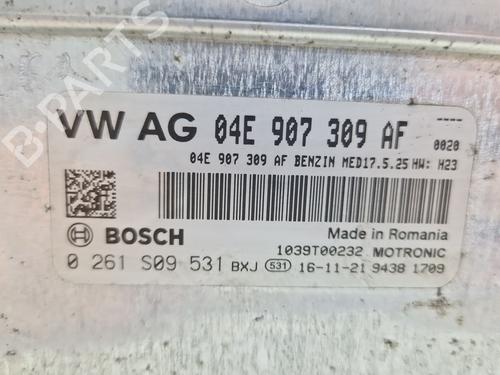 B-PARTS
VW AG 04E 907 309 AF
0020
04E 907 309 AF BENZIN MED17.5.25 HW: H23
BOSCH
Made in Romania
1039T00232 MOTRONIC
0 261 S09 531 BXJ 531 16-11-21 9438 1709